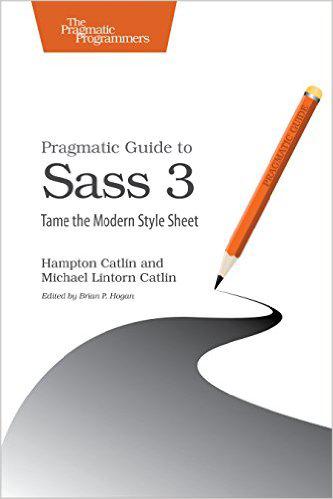 The
Pragmatic
Programmers
Pragmatic Guide to
Sass 3
Tame the Modern Style Sheet
Hampton Catlin and
Michael Lintorn Catlin
Edited by Brian P. Hogan
PRAGMATIC GUIDE